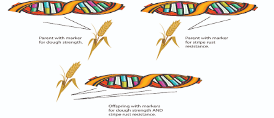 Parent with marker
for dough strength.
Parent with marker
for stripe rust
resistance.
Offspring with markers
for dough strength AND
stripe rust resistance.